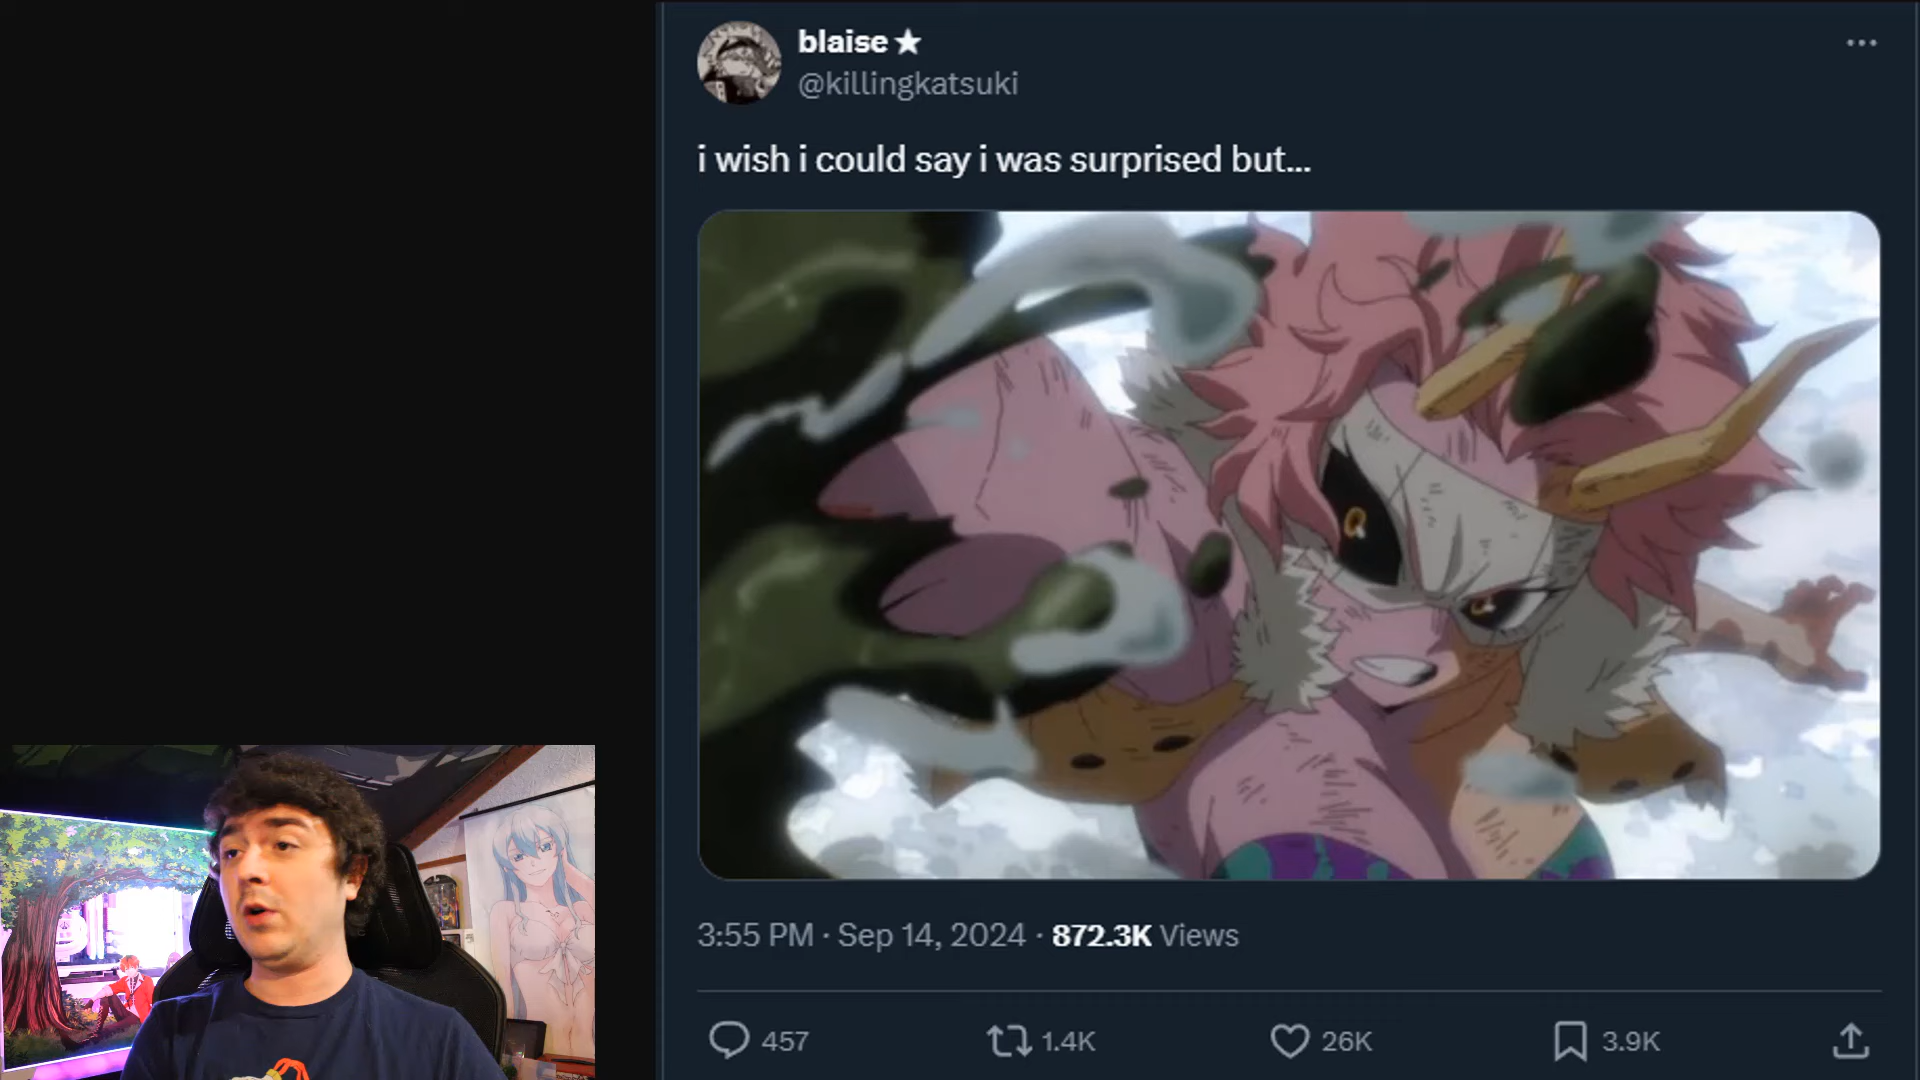 blaise ★
@killingkatsuki
i wish i could say i was surprised but...
3:55 PM · Sep 14, 2024 · 872.3K Views
457 1.4K 26K 3.9K